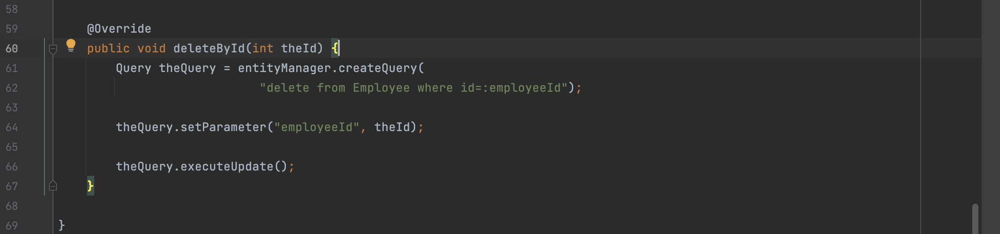 58
59 @Override
60 public void deleteById(int theId) {
61 Query theQuery = entityManager.createQuery(
62 "delete from Employee where id=:employeeId");
63
64 theQuery.setParameter("employeeId", theId);
65
66 theQuery.executeUpdate();
67 }
68
69 }